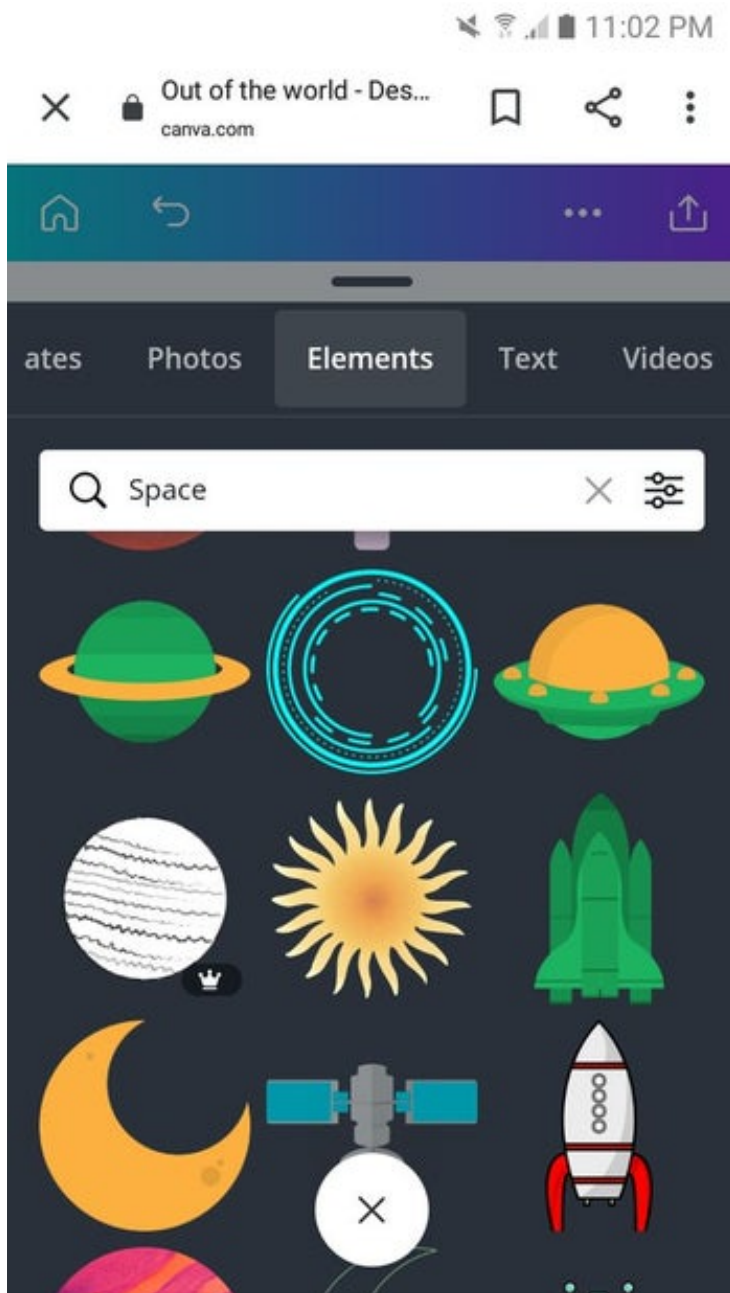 11:02 PM
Out of the world - Des...
canva.com
ates Photos Elements Text Videos
Space